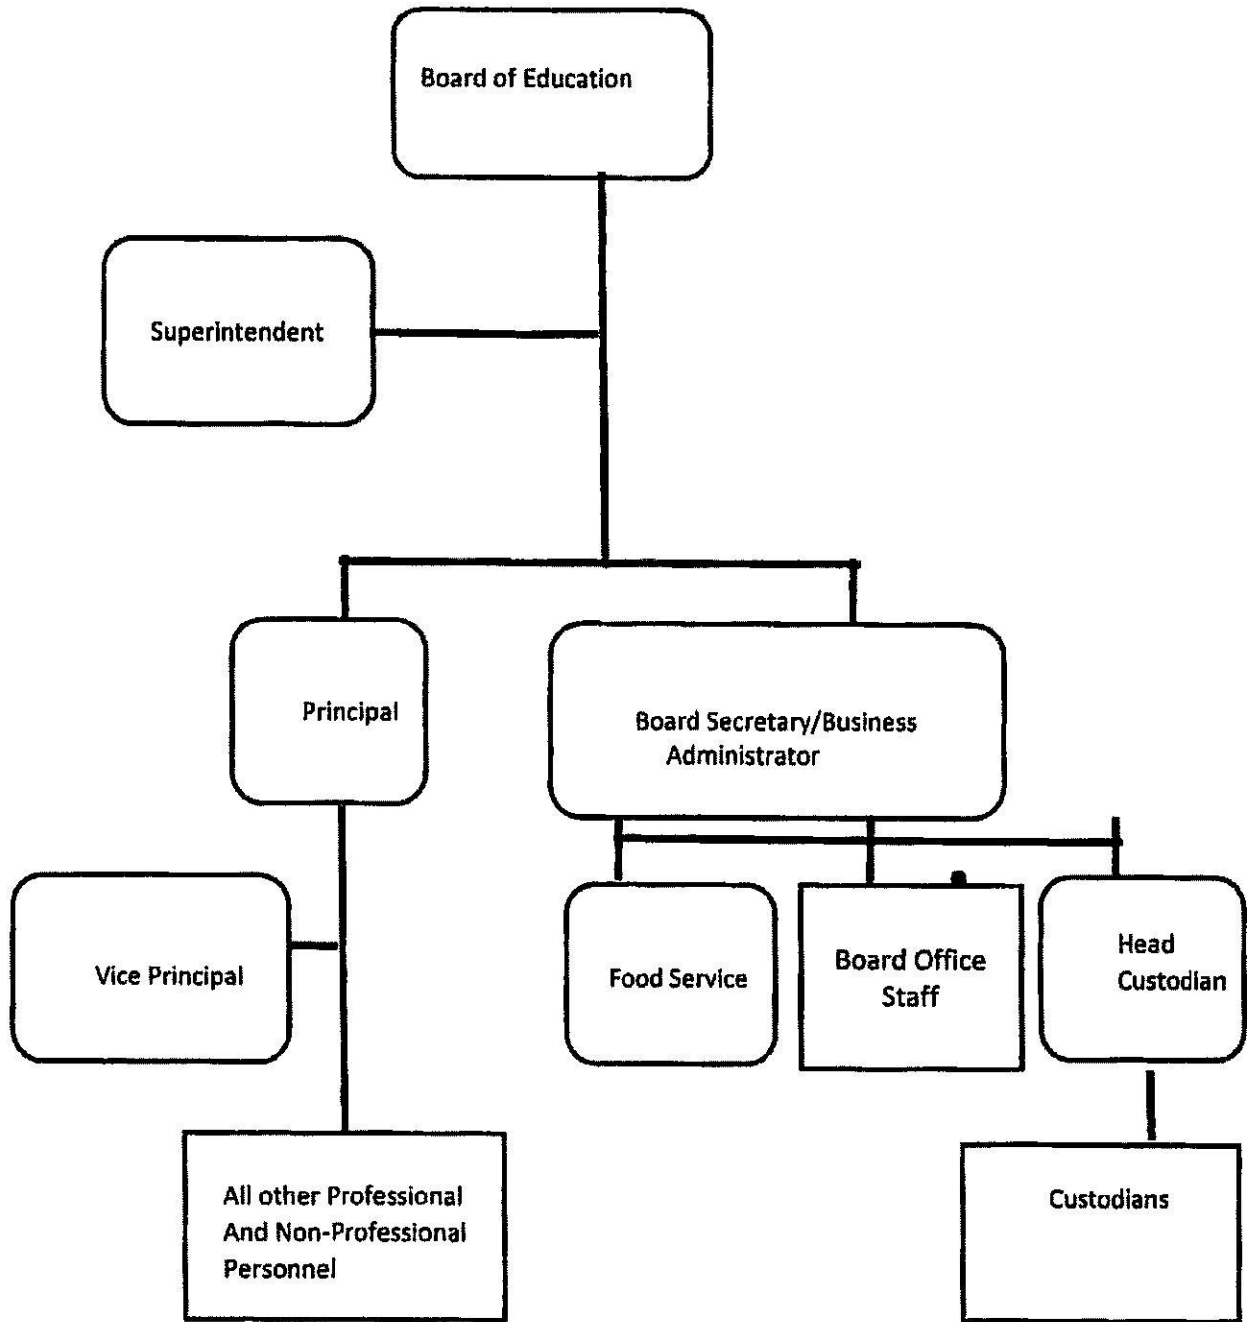 Board of Education
Superintendent
Principal
Board Secretary/Business
Administrator
Vice Principal
Food Service
Board Office
Staff
Head
Custodian
All other Professional
And Non-Professional
Personnel
Custodians